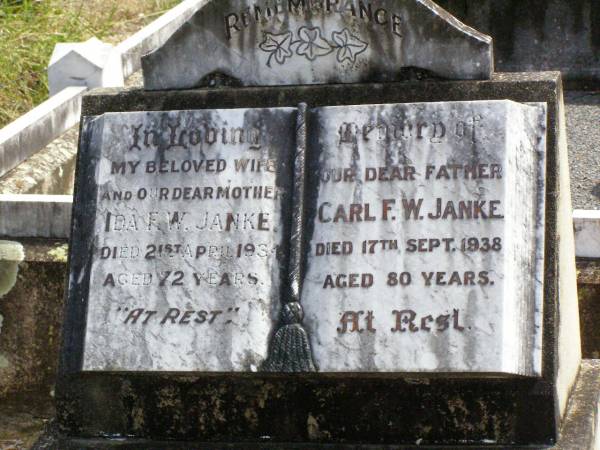 REMEMBRANCE
In Loving
MY BELOVED WIFE
AND OUR DEAR MOTHER
IDA F. W. JANKE.
DIED 21ST APRIL 193
AGED 72 YEARS.
"AT REST."
Memory of
OUR DEAR FATHER
CARL F. W. JANKE.
DIED 17TH SEPT. 1938
AGED 80 YEARS.
At Rest.